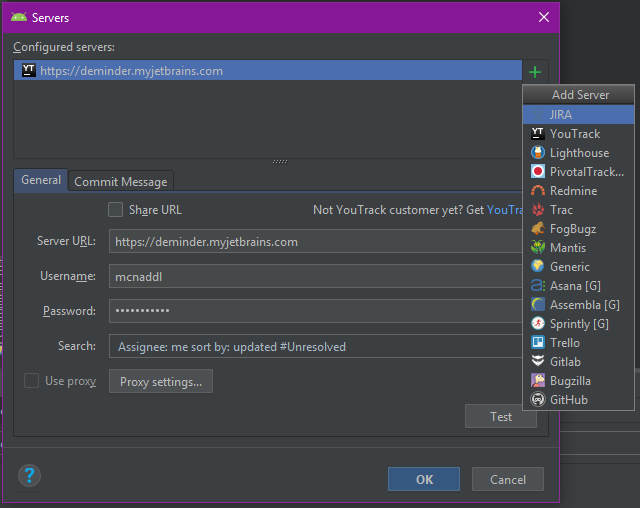 Servers
Configured servers:
YT https://deminder.myjetbrains.com
Add Server
JIRA
YT YouTrack
Lighthouse
PivotalTrack...
Redmine
Trac
FogBugz
Mantis
Generic
Asana [G]
Assembla [G]
Sprintly [G]
Trello
Gitlab
Bugzilla
GitHub
General
Commit Message
Share URL
Not YouTrack customer yet? Get YouTra
Server URL: https://deminder.myjetbrains.com
Username: mcnaddl
Password: •••••••••••
Search: Assignee: me sort by: updated #Unresolved
Use proxy
Proxy settings...
Test
?
OK
Cancel